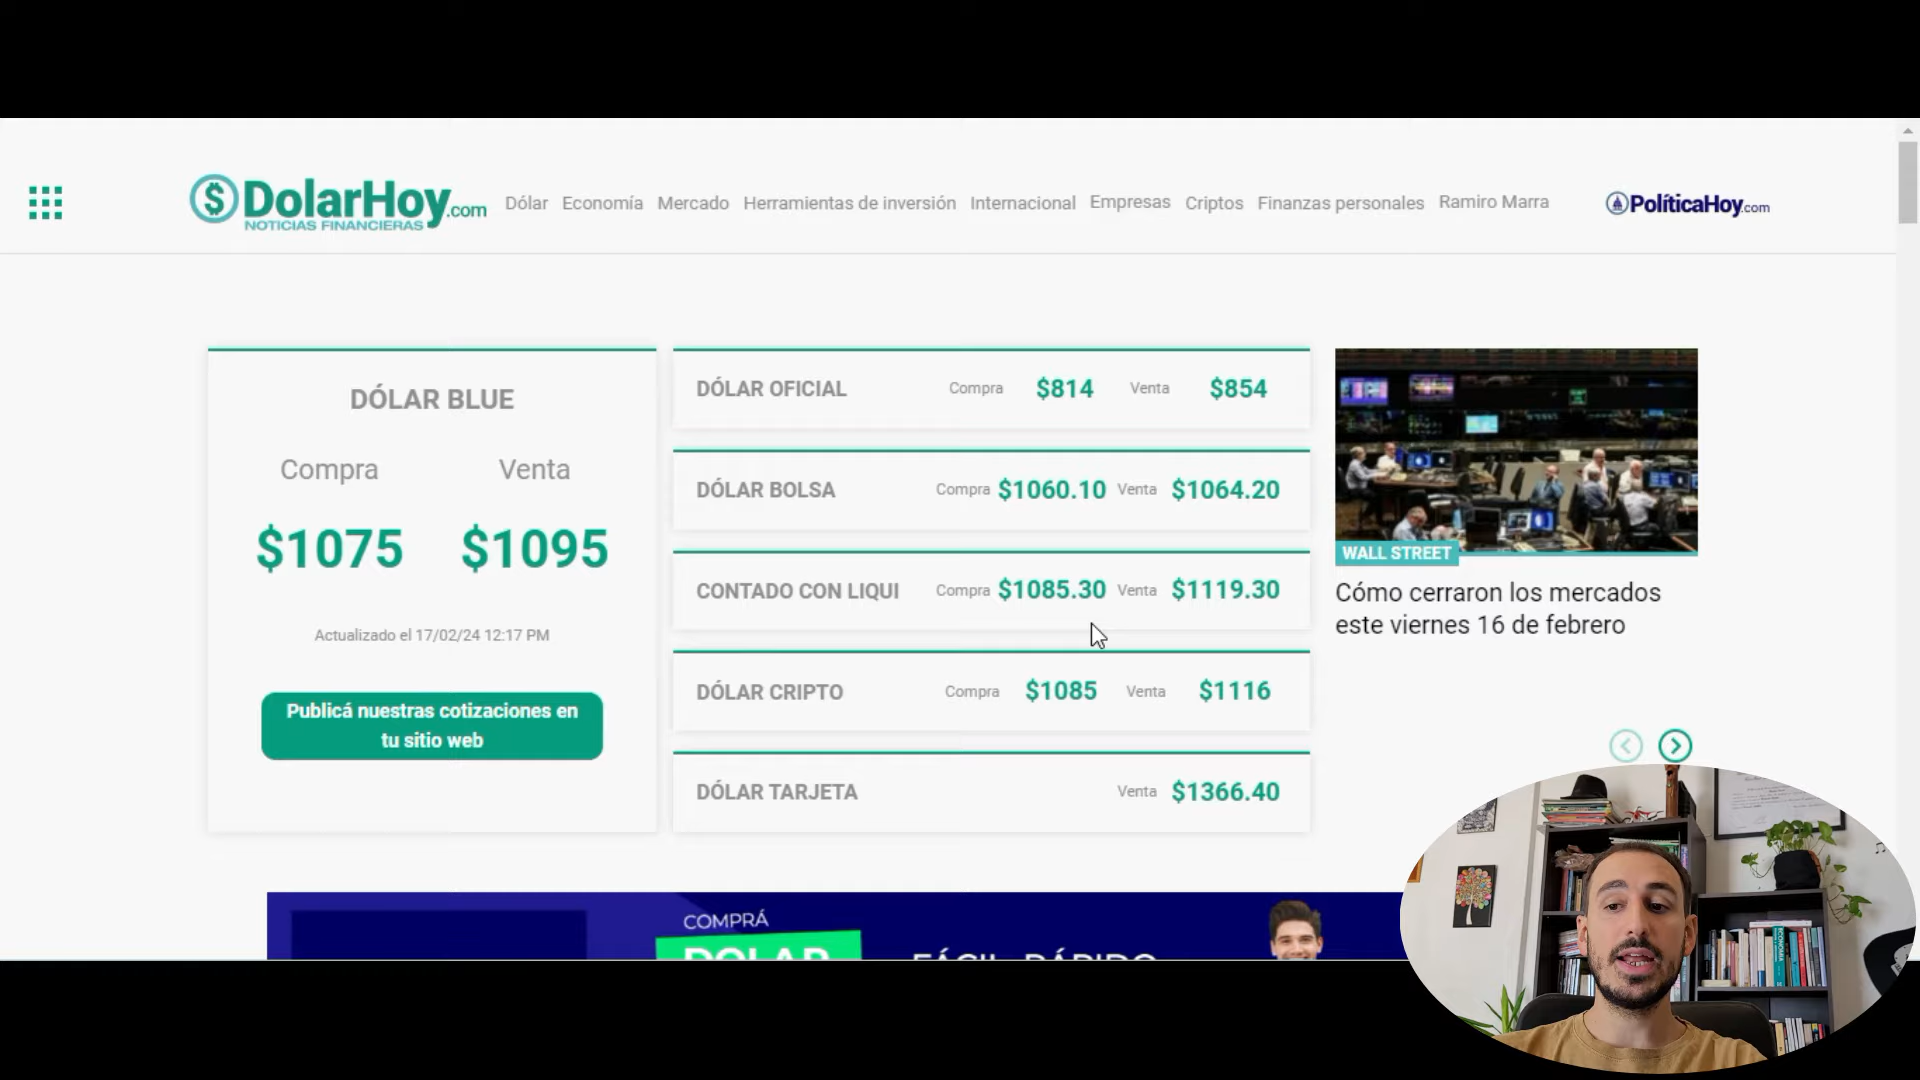 DolarHoy.com
NOTICIAS FINANCIERAS
Dólar Economía Mercado Herramientas de inversión Internacional Empresas Criptos Finanzas personales Ramiro Marra
PolíticaHoy.com
DÓLAR BLUE
Compra Venta
$1075 $1095
Actualizado el 17/02/24 12:17 PM
Publicá nuestras cotizaciones en
tu sitio web
DÓLAR OFICIAL Compra $814 Venta $854
DÓLAR BOLSA Compra $1060.10 Venta $1064.20
CONTADO CON LIQUI Compra $1085.30 Venta $1119.30
DÓLAR CRIPTO Compra $1085 Venta $1116
DÓLAR TARJETA Venta $1366.40
WALL STREET
Cómo cerraron los mercados
este viernes 16 de febrero
COMPRÁ
DOLAR
FÁCIL, RÁPIDO